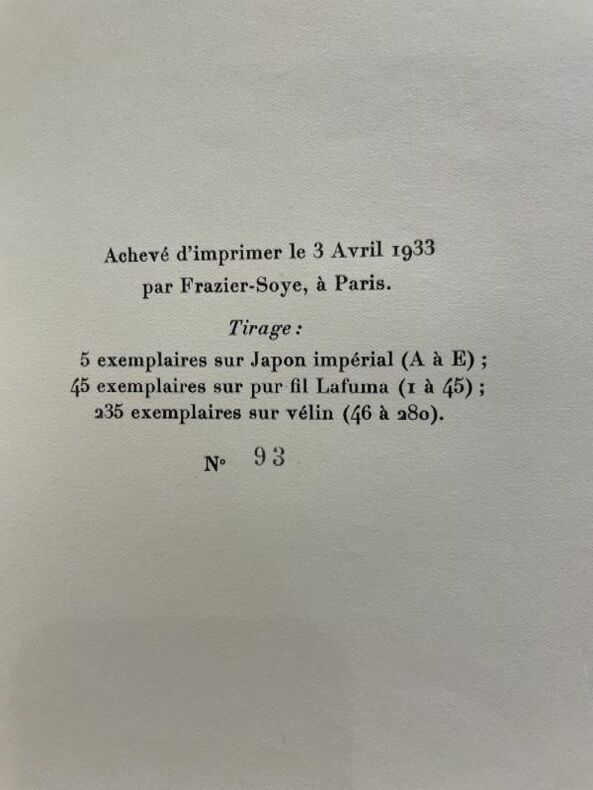 Achevé d'imprimer le 3 Avril 1933
par Frazier-Soye, à Paris.
Tirage :
5 exemplaires sur Japon impérial (A à E) ;
45 exemplaires sur pur fil Lafuma (1 à 45) ;
235 exemplaires sur vélin (46 à 280).
N° 93